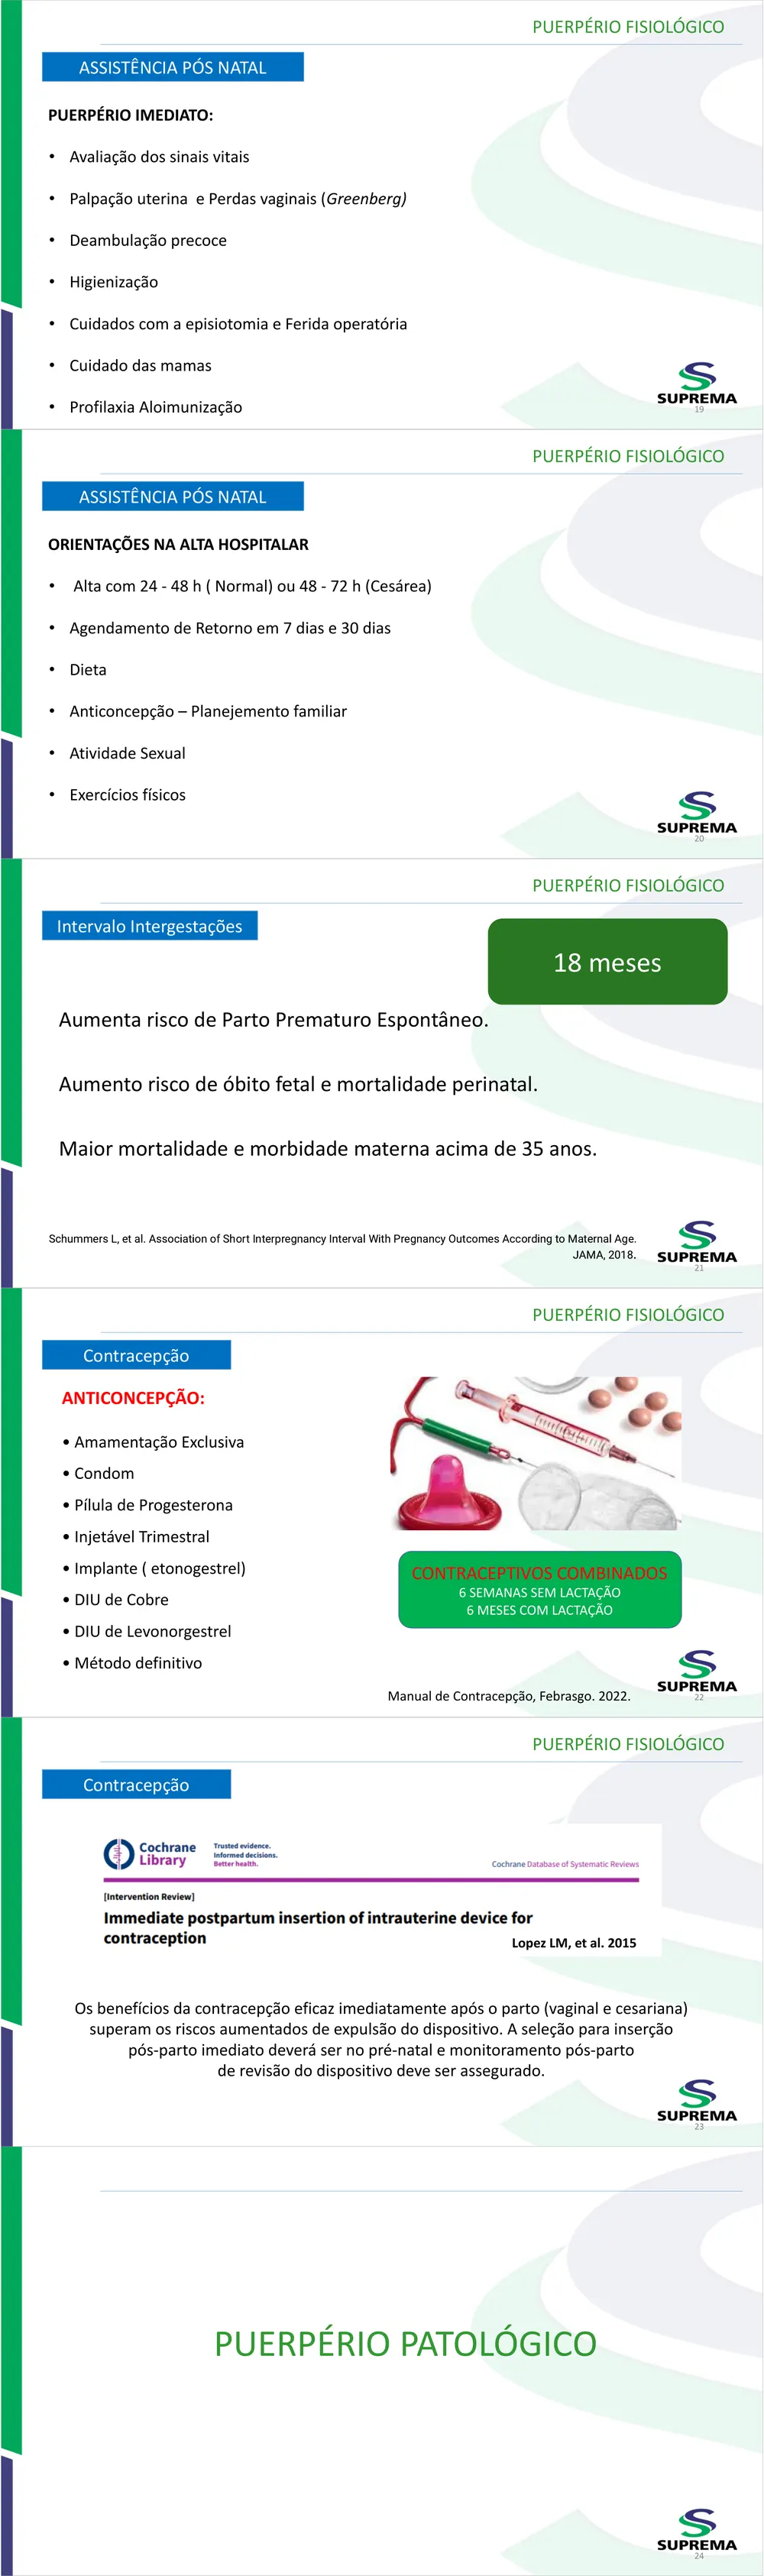 PUERPÉRIO FISIOLÓGICO
ASSISTÊNCIA PÓS NATAL
PUERPÉRIO IMEDIATO:
• Avaliação dos sinais vitais
• Palpação uterina e Perdas vaginais (Greenberg)
• Deambulação precoce
• Higienização
• Cuidados com a episiotomia e Ferida operatória
• Cuidado das mamas
• Profilaxia Aloimunização
SUPREMA
19
PUERPÉRIO FISIOLÓGICO
ASSISTÊNCIA PÓS NATAL
ORIENTAÇÕES NA ALTA HOSPITALAR
• Alta com 24 - 48 h ( Normal) ou 48 - 72 h (Cesárea)
• Agendamento de Retorno em 7 dias e 30 dias
• Dieta
• Anticoncepção – Planejemento familiar
• Atividade Sexual
• Exercícios físicos
SUPREMA
20
PUERPÉRIO FISIOLÓGICO
Intervalo Intergestações
18 meses
Aumenta risco de Parto Prematuro Espontâneo.
Aumento risco de óbito fetal e mortalidade perinatal.
Maior mortalidade e morbidade materna acima de 35 anos.
Schummers L, et al. Association of Short Interpregnancy Interval With Pregnancy Outcomes According to Maternal Age.
JAMA, 2018.
SUPREMA
21
PUERPÉRIO FISIOLÓGICO
Contracepção
ANTICONCEPÇÃO:
• Amamentação Exclusiva
• Condom
• Pílula de Progesterona
• Injetável Trimestral
• Implante ( etonogestrel)
• DIU de Cobre
• DIU de Levonorgestrel
• Método definitivo
CONTRACEPTIVOS COMBINADOS
6 SEMANAS SEM LACTAÇÃO
6 MESES COM LACTAÇÃO
Manual de Contracepção, Febrasgo. 2022.
SUPREMA
22
PUERPÉRIO FISIOLÓGICO
Contracepção
Cochrane Library
Trusted evidence.
Informed decisions.
Better health.
Cochrane Database of Systematic Reviews
[Intervention Review]
Immediate postpartum insertion of intrauterine device for
contraception
Lopez LM, et al. 2015
Os benefícios da contracepção eficaz imediatamente após o parto (vaginal e cesariana)
superam os riscos aumentados de expulsão do dispositivo. A seleção para inserção
pós-parto imediato deverá ser no pré-natal e monitoramento pós-parto
de revisão do dispositivo deve ser assegurado.
SUPREMA
23
PUERPÉRIO PATOLÓGICO
SUPREMA
24